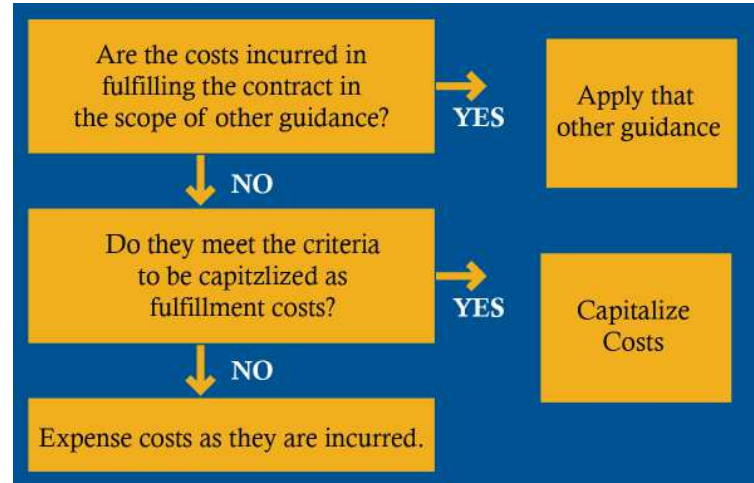 Are the costs incurred in
fulfilling the contract in
the scope of other guidance?
YES
Apply that
other guidance
NO
Do they meet the criteria
to be capitzlized as
fulfillment costs?
YES
Capitalize
Costs
NO
Expense costs as they are incurred.